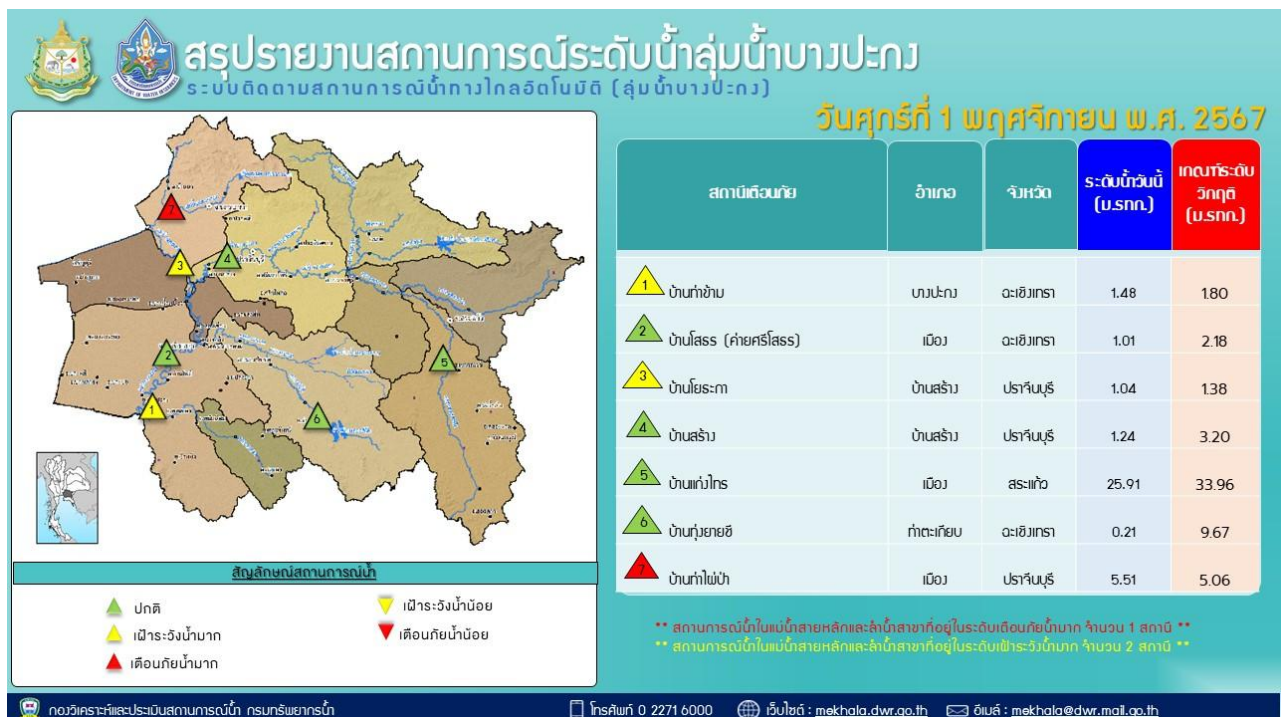 สรุปรายงานสถานการณ์ระดับน้ำลุ่มน้ำบางปะกง
ระบบติดตามสถานการณ์น้ำทางไกลอัตโนมัติ (ลุ่มน้ำบางปะกง)
วันศุกร์ที่ 1 พฤศจิกายน พ.ศ. 2567
สถานีเตือนภัย อำเภอ จังหวัด ระดับน้ำวันนี้ (ม.รทก.) เกณฑ์ระดับวิกฤติ (ม.รทก.)
1 บ้านท่าข้าม บางปะกง ฉะเชิงเทรา 1.48 1.80
2 บ้านโสธร (ค่ายศรีโสธร) เมือง ฉะเชิงเทรา 1.01 2.18
3 บ้านโยธะกา บ้านสร้าง ปราจีนบุรี 1.04 1.38
4 บ้านสร้าง บ้านสร้าง ปราจีนบุรี 1.24 3.20
5 บ้านแก่งไทร เมือง สระแก้ว 25.91 33.96
6 บ้านทุ่งยายชี ท่าตะเกียบ ฉะเชิงเทรา 0.21 9.67
7 บ้านท่าไผ่ป่า เมือง ปราจีนบุรี 5.51 5.06
** สถานการณ์น้ำในแม่น้ำสายหลักและลำน้ำสาขาที่อยู่ในระดับเตือนภัยน้ำมาก จำนวน 1 สถานี **
** สถานการณ์น้ำในแม่น้ำสายหลักและลำน้ำสาขาที่อยู่ในระดับเฝ้าระวังน้ำมาก จำนวน 2 สถานี **
7
3
4
2
5
1
6
สัญลักษณ์สถานการณ์น้ำ
ปกติ
เฝ้าระวังน้ำมาก
เตือนภัยน้ำมาก
เฝ้าระวังน้ำน้อย
เตือนภัยน้ำน้อย
กองวิเคราะห์และประเมินสถานการณ์น้ำ กรมทรัพยากรน้ำ
โทรศัพท์ 0 2271 6000
เว็บไซต์ : mekhala.dwr.go.th
อีเมล์ : mekhala@dwr.mail.go.th